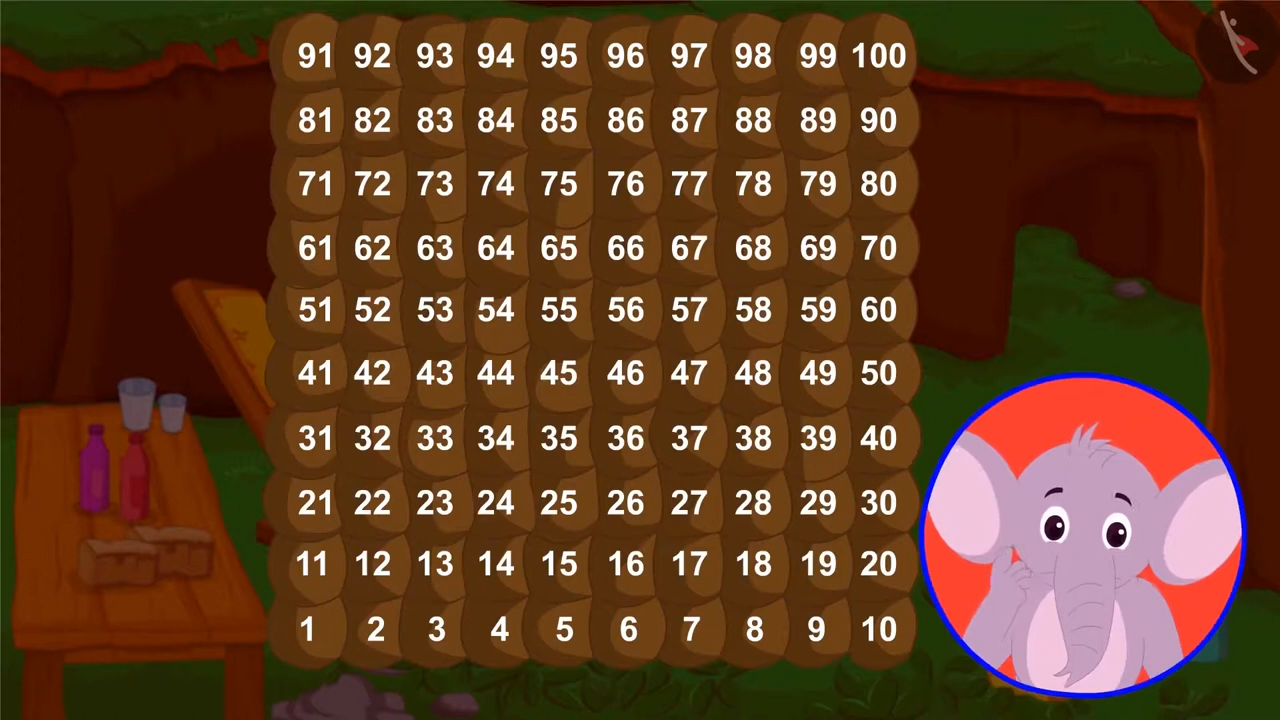 91 92 93 94 95 96 97 98 99 100
81 82 83 84 85 86 87 88 89 90
71 72 73 74 75 76 77 78 79 80
61 62 63 64 65 66 67 68 69 70
51 52 53 54 55 56 57 58 59 60
41 42 43 44 45 46 47 48 49 50
31 32 33 34 35 36 37 38 39 40
21 22 23 24 25 26 27 28 29 30
11 12 13 14 15 16 17 18 19 20
1 2 3 4 5 6 7 8 9 10